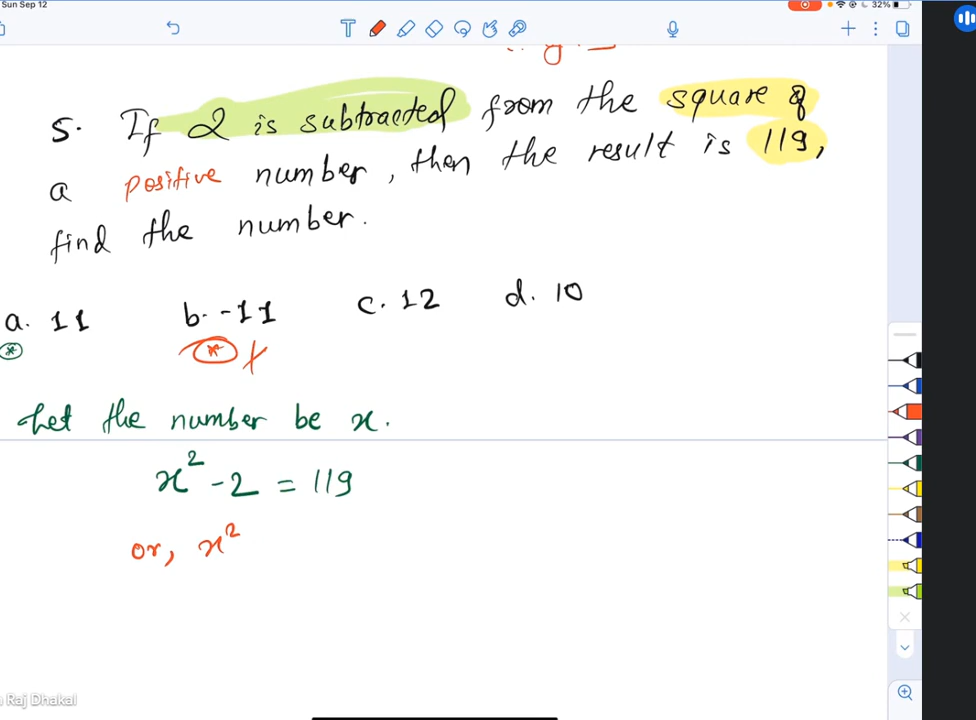 Sun Sep 12
32%
5. If 2 is subtracted from the square of
a positive number, then the result is 119,
find the number.
a. 11 b. -11 c. 12 d. 10
Let the number be x.
x² - 2 = 119
or, x²
Raj Dhakal